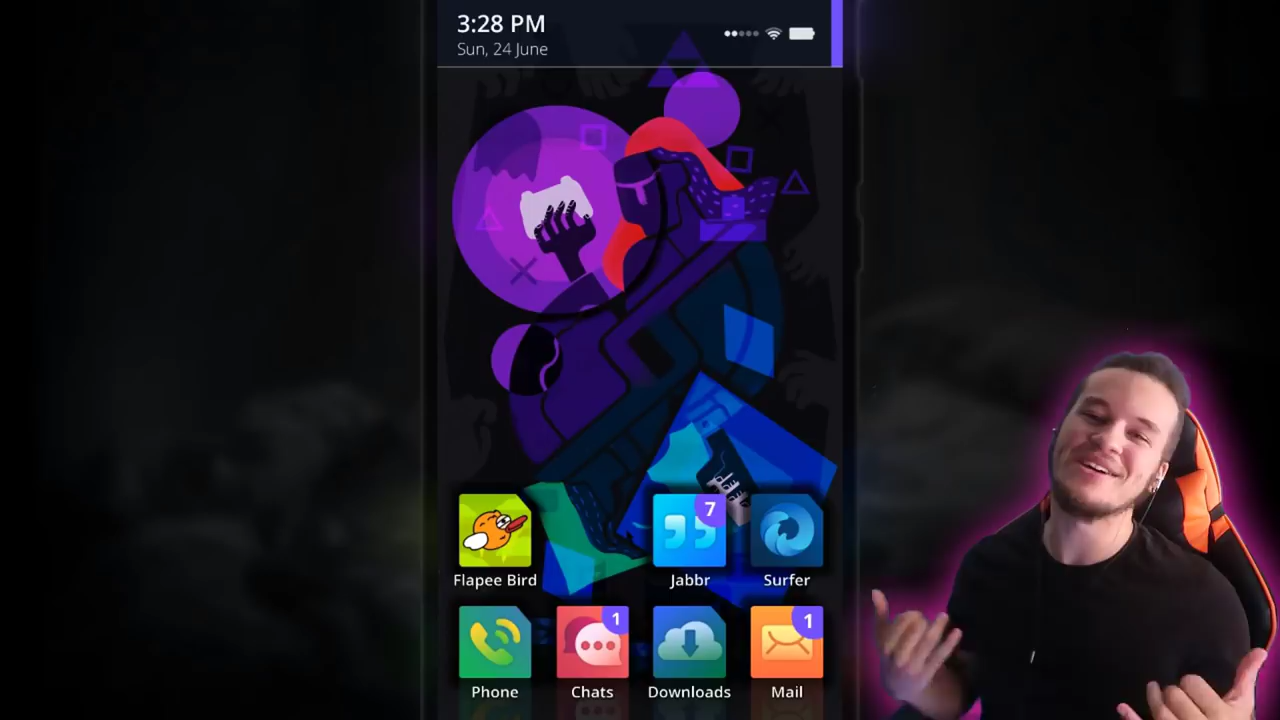 3:28 PM
Sun, 24 June
7
Flapee Bird
Jabbr
Surfer
1
1
Phone
Chats
Downloads
Mail